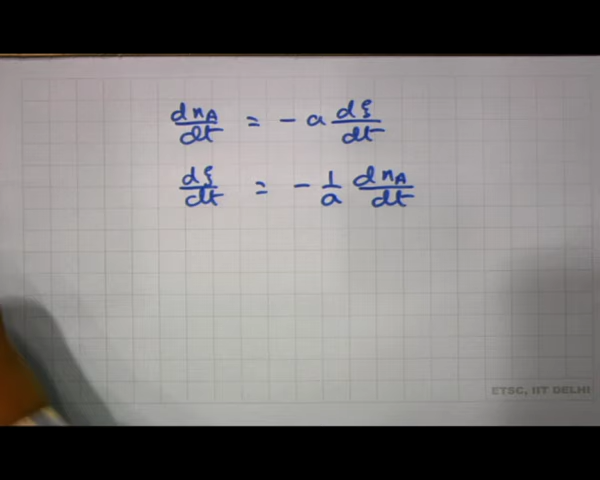 dn_A/dt = - a dξ/dt
dξ/dt = - 1/a dn_A/dt
ETSC, IIT DELHI